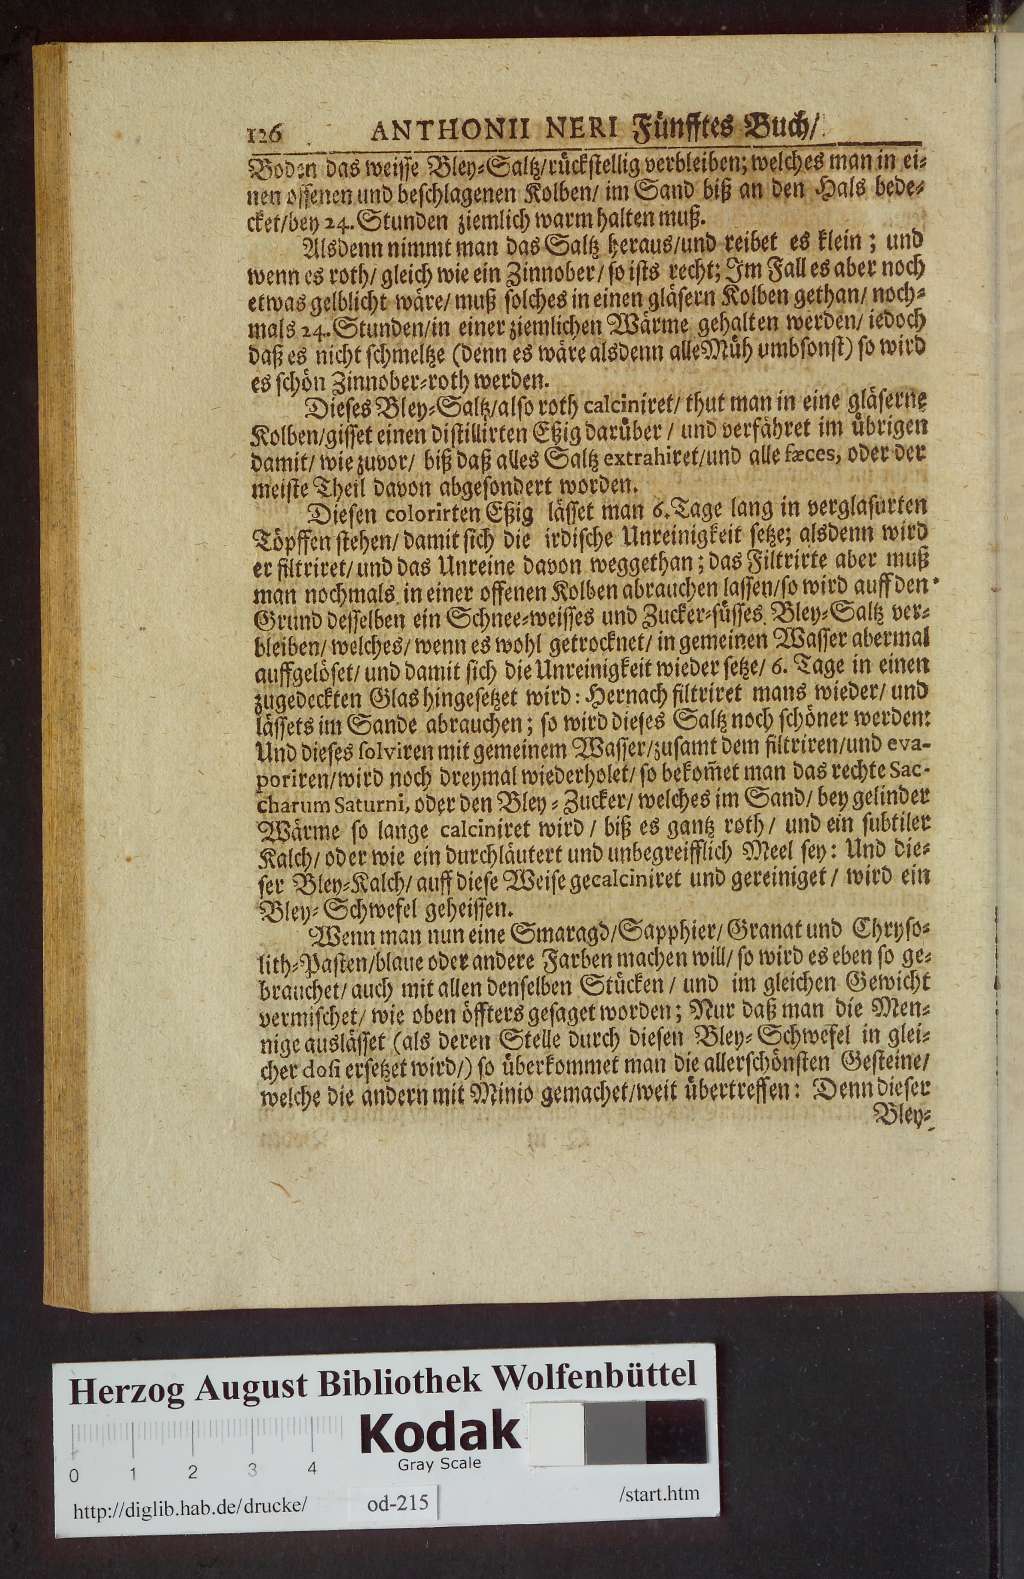 126 ANTHONII NERI Fünfftes Buch/
Boden das weisse Bley-Saltz/rückstellig verbleiben; welches man in ei-
nen offenen und beschlagenen Kolben/ im Sand biß an den Hals bede-
cket/bey 24. Stunden ziemlich warm halten muß.
Alsdenn nimmt man das Saltz heraus/und reibet es klein; und
wenn es roth/ gleich wie ein Zinnober/ so ists recht; Im Fall es aber noch
etwas gelblicht wäre/ muß solches in einen gläsern Kolben gethan/ noch-
mals 24. Stunden/in einer ziemlichen Wärme gehalten werden/ iedoch
daß es nicht schmeltze (denn es wäre alsdenn alle Müh umbsonst) so wird
es schön Zinnober-roth werden.
Dieses Bley-Saltz/also roth calciniret/ thut man in eine gläserne
Kolben/gisset einen distillirten Eßig darüber/ und verfähret im übrigen
damit/ wie zuvor/ biß daß alles Saltz extrahiret/und alle fæces, oder der
meiste Theil davon abgesondert worden.
Diesen colorirten Eßig lässet man 6. Tage lang in verglasurten
Töpffen stehen/ damit sich die irdische Unreinigkeit setze; alsdenn wird
er filtriret/ und das Unreine davon weggethan; das Filtrirte aber muß
man nochmals in einer offenen Kolben abrauchen lassen/so wird auff den
Grund desselben ein Schnee-weisses und Zucker-süsses Bley-Saltz ver-
bleiben/ welches/ wenn es wohl getrocknet/ in gemeinen Wasser abermal
auffgelöset/ und damit sich die Unreinigkeit wieder setze/ 6. Tage in einen
zugedeckten Glas hingesetzet wird: Hernach filtriret mans wieder/ und
lässets im Sande abrauchen; so wird dieses Saltz noch schöner werden:
Und dieses solviren mit gemeinem Wasser/zusamt dem filtriren/und eva-
poriren/wird noch dreymal wiederholet/ so bekom̃et man das rechte Sac-
charum Saturni, oder den Bley-Zucker/ welches im Sand/ bey gelinder
Wärme so lange calciniret wird/ biß es gantz roth/ und ein subtiler
Kalch/ oder wie ein durchläutert und unbegreifflich Meel sey: Und die-
ser Bley-Kalch/ auff diese Weise gecalciniret und gereiniget/ wird ein
Bley-Schwefel geheissen.
Wenn man nun eine Smaragd/Sapphier/ Granat und Chryso-
lith-Pasten/blaue oder andere Farben machen will/ so wird es eben so ge-
brauchet/ auch mit allen denselben Stücken/ und im gleichen Gewicht
vermischet/ wie oben öffters gesaget worden; Nur daß man die Men-
nige auslässet (als deren Stelle durch diesen Bley-Schwefel in glei-
cher dosi ersetzet wird/) so überkommet man die allerschönsten Gesteine/
welche die andern mit Minio gemachet/weit übertreffen: Denn dieser
Bley-
Herzog August Bibliothek Wolfenbüttel
Kodak
Gray Scale
0 1 2 3 4
http://diglib.hab.de/drucke/ od-215 /start.htm